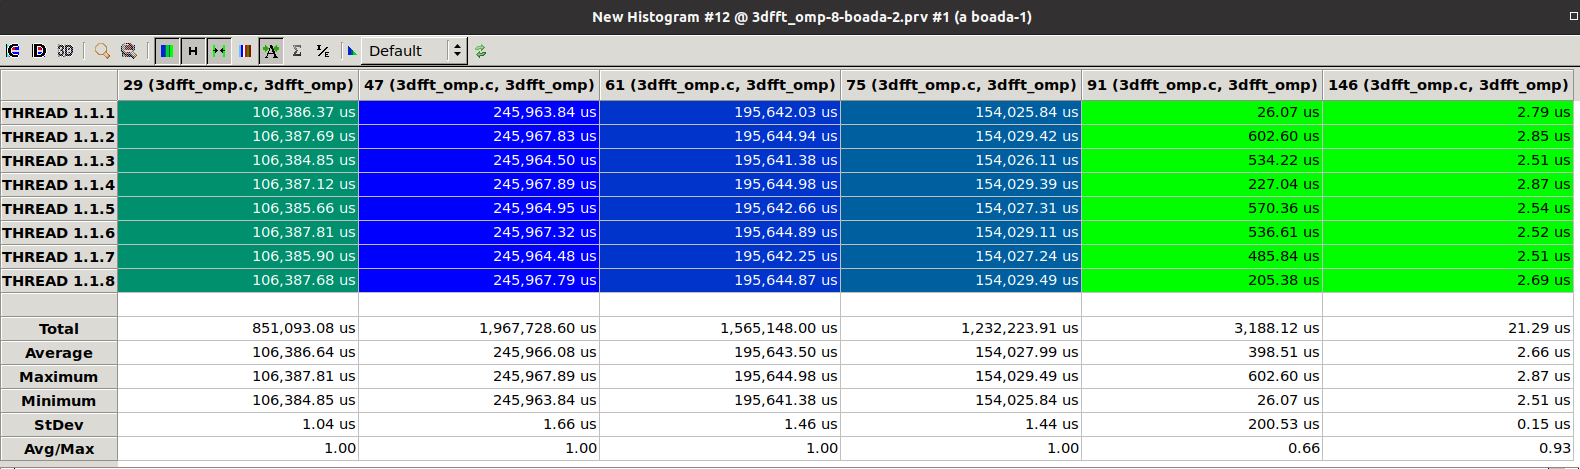 New Histogram #12 @ 3dfft_omp-8-boada-2.prv #1 (a boada-1)
3D H A Σ I/E Default
29 (3dfft_omp.c, 3dfft_omp) 47 (3dfft_omp.c, 3dfft_omp) 61 (3dfft_omp.c, 3dfft_omp) 75 (3dfft_omp.c, 3dfft_omp) 91 (3dfft_omp.c, 3dfft_omp) 146 (3dfft_omp.c, 3dfft_omp)
THREAD 1.1.1 106,386.37 us 245,963.84 us 195,642.03 us 154,025.84 us 26.07 us 2.79 us
THREAD 1.1.2 106,387.69 us 245,967.83 us 195,644.94 us 154,029.42 us 602.60 us 2.85 us
THREAD 1.1.3 106,384.85 us 245,964.50 us 195,641.38 us 154,026.11 us 534.22 us 2.51 us
THREAD 1.1.4 106,387.12 us 245,967.89 us 195,644.98 us 154,029.39 us 227.04 us 2.87 us
THREAD 1.1.5 106,385.66 us 245,964.95 us 195,642.66 us 154,027.31 us 570.36 us 2.54 us
THREAD 1.1.6 106,387.81 us 245,967.32 us 195,644.89 us 154,029.11 us 536.61 us 2.52 us
THREAD 1.1.7 106,385.90 us 245,964.48 us 195,642.25 us 154,027.24 us 485.84 us 2.51 us
THREAD 1.1.8 106,387.68 us 245,967.79 us 195,644.87 us 154,029.49 us 205.38 us 2.69 us
Total 851,093.08 us 1,967,728.60 us 1,565,148.00 us 1,232,223.91 us 3,188.12 us 21.29 us
Average 106,386.64 us 245,966.08 us 195,643.50 us 154,027.99 us 398.51 us 2.66 us
Maximum 106,387.81 us 245,967.89 us 195,644.98 us 154,029.49 us 602.60 us 2.87 us
Minimum 106,384.85 us 245,963.84 us 195,641.38 us 154,025.84 us 26.07 us 2.51 us
StDev 1.04 us 1.66 us 1.46 us 1.44 us 200.53 us 0.15 us
Avg/Max 1.00 1.00 1.00 1.00 0.66 0.93